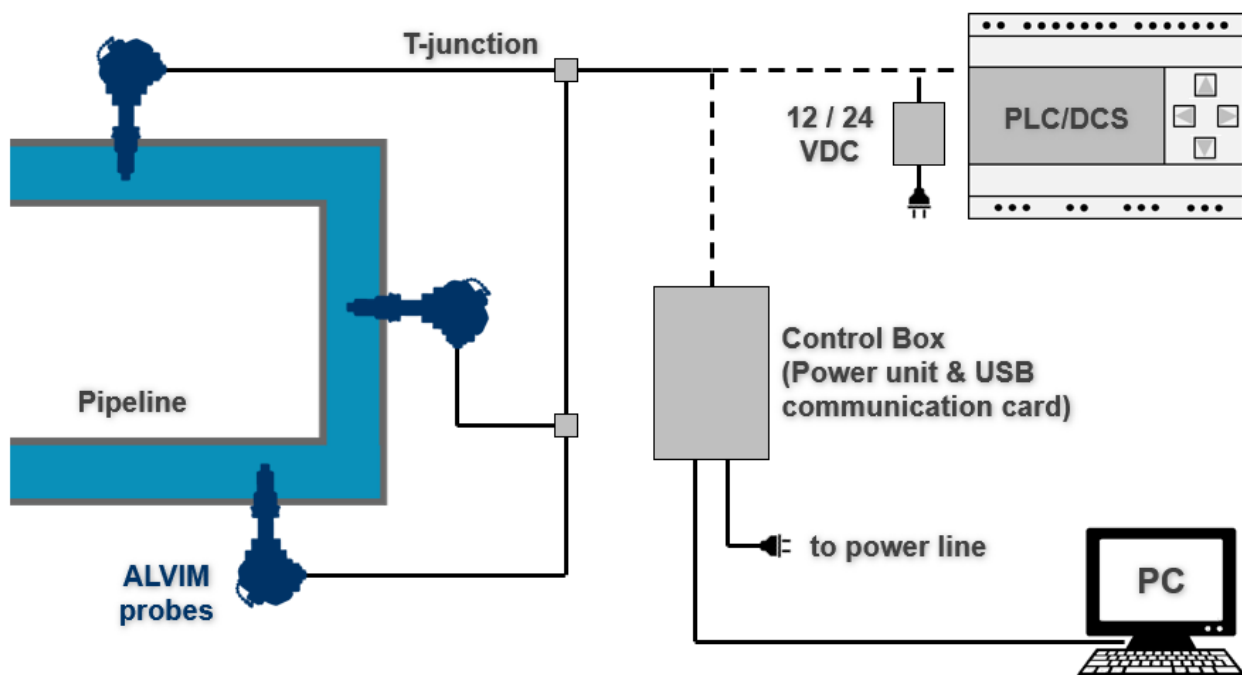 T-junction
12 / 24
VDC
PLC/DCS
Control Box
(Power unit & USB
communication card)
Pipeline
to power line
ALVIM
probes
PC